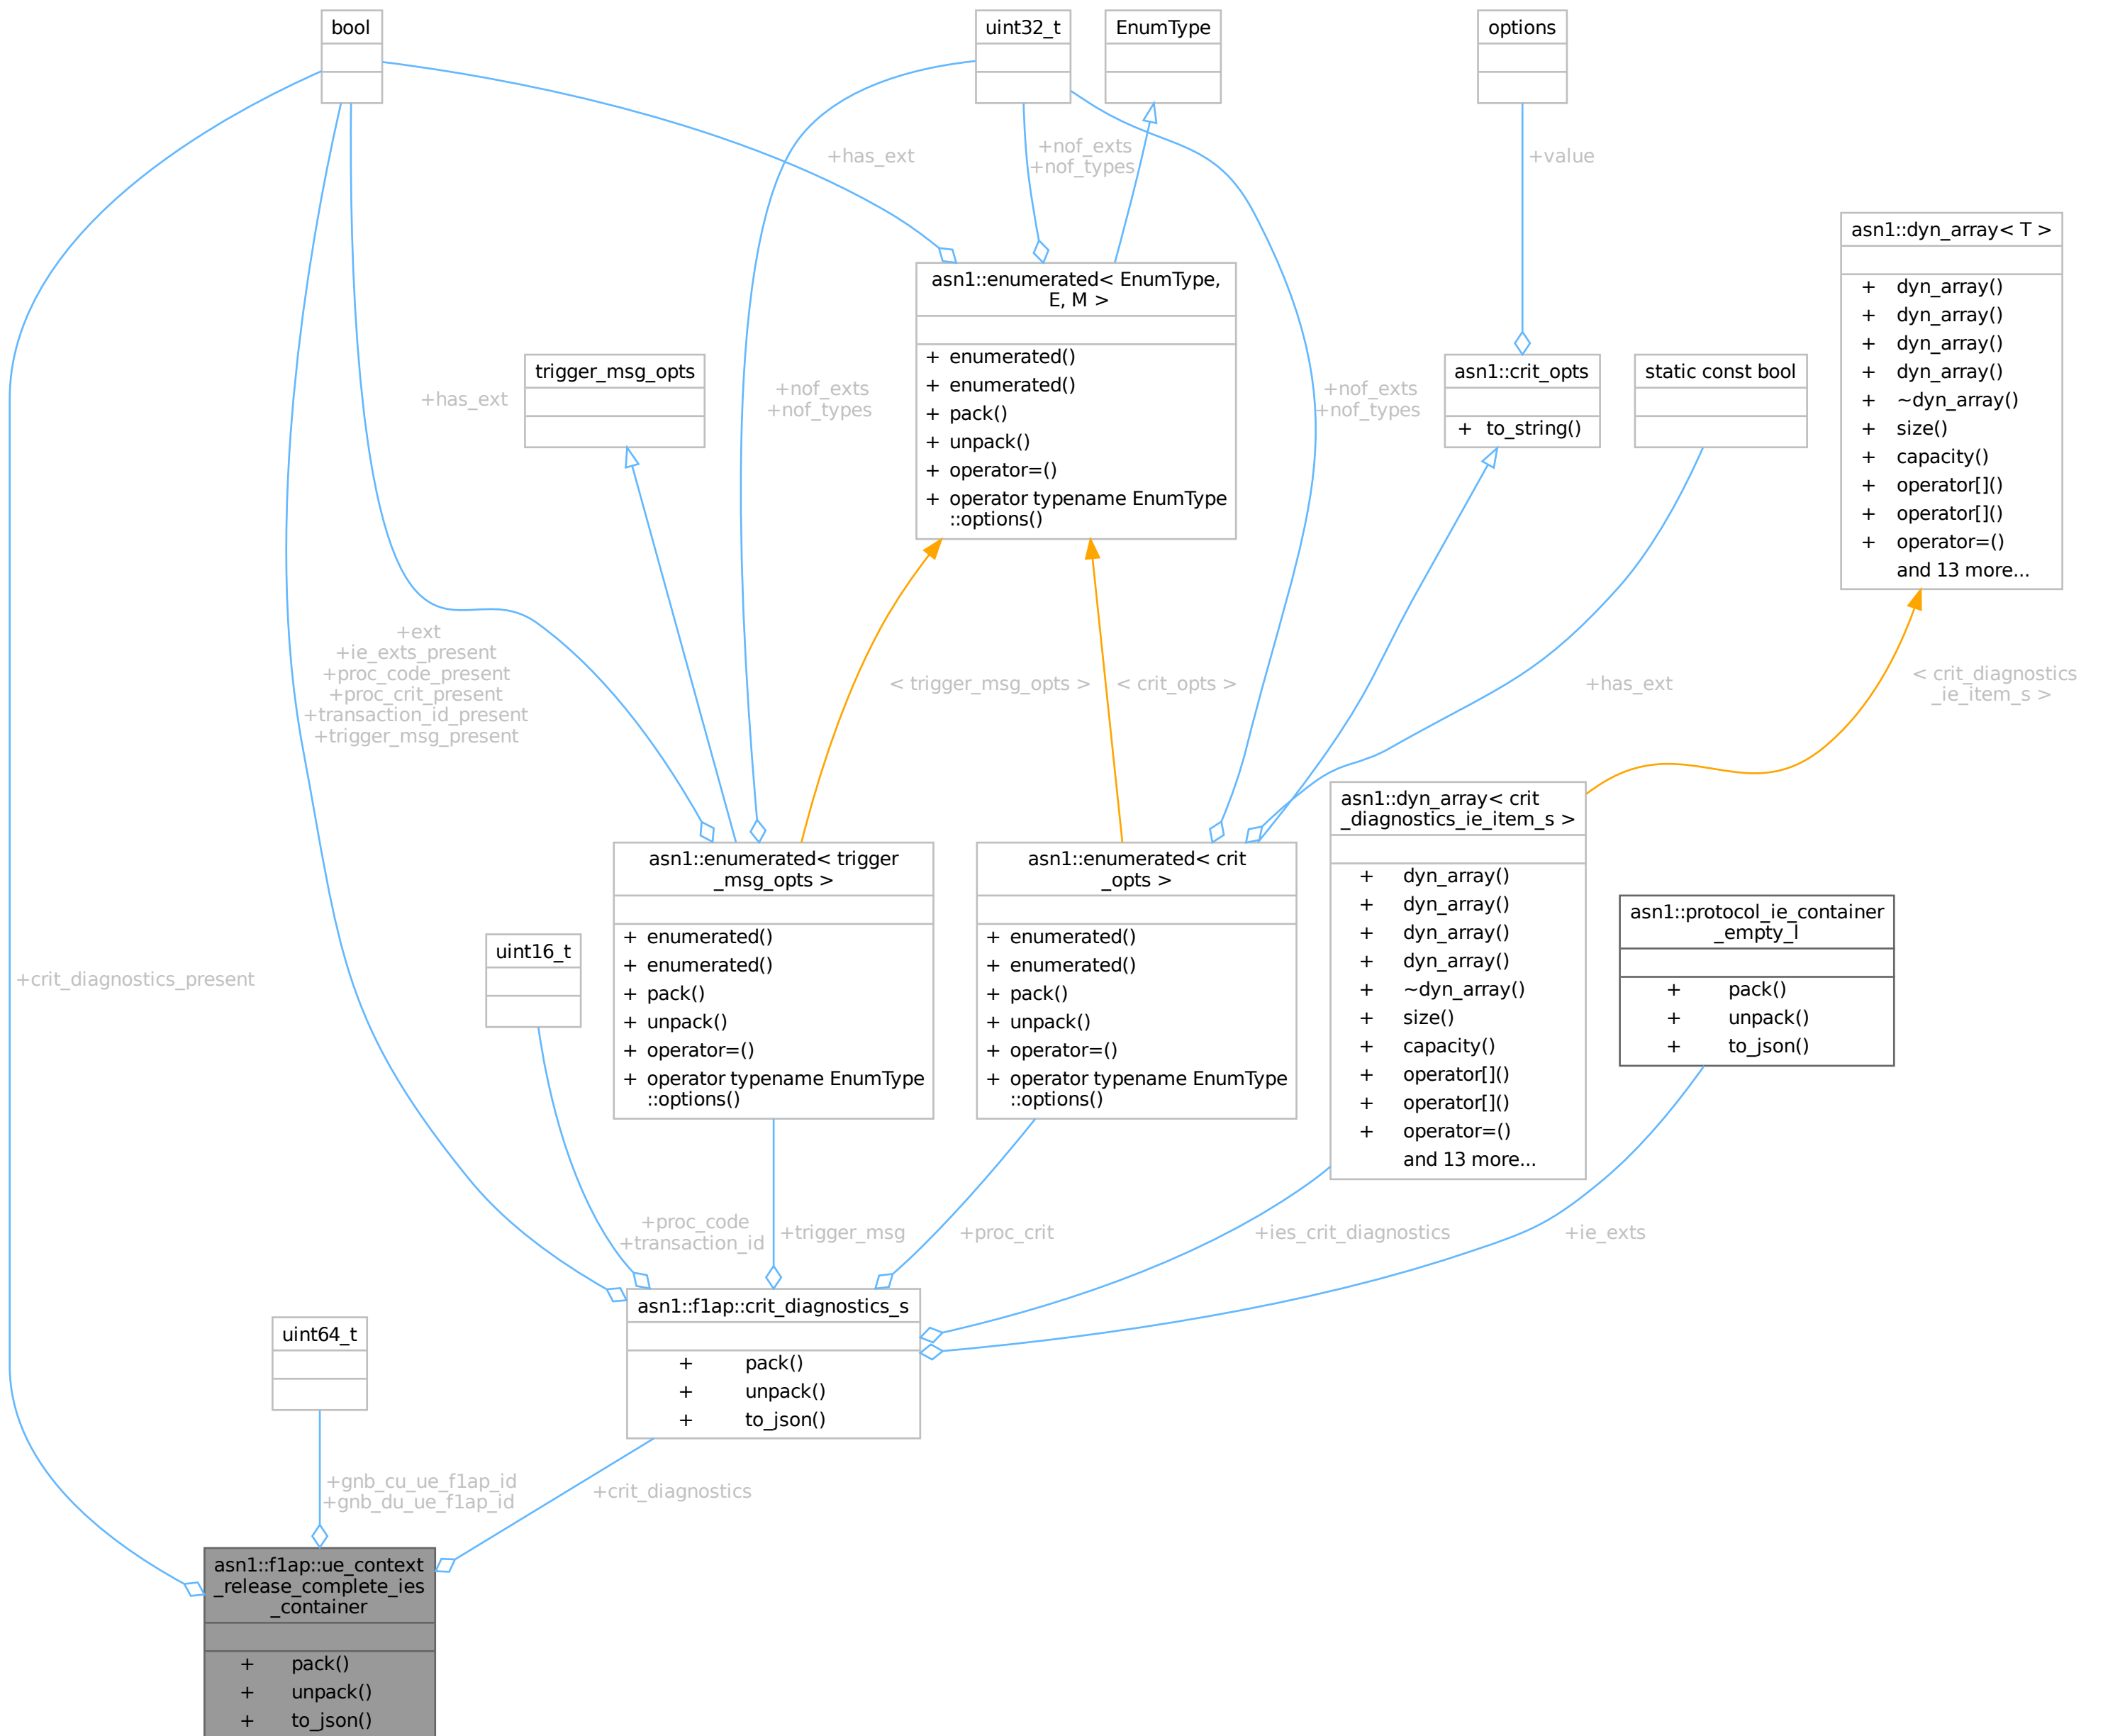 bool
uint32_t
EnumType
options
+has_ext
+nof_exts
+nof_types
+value
asn1::dyn_array< T >
+ dyn_array()
+ dyn_array()
+ dyn_array()
+ dyn_array()
+ ~dyn_array()
+ size()
+ capacity()
+ operator[]()
+ operator[]()
+ operator=()
and 13 more...
asn1::enumerated< EnumType,
E, M >
+ enumerated()
+ enumerated()
+ pack()
+ unpack()
+ operator=()
+ operator typename EnumType
::options()
trigger_msg_opts
asn1::crit_opts
+ to_string()
static const bool
+has_ext
+nof_exts
+nof_types
+nof_exts
+nof_types
+ext
+ie_exts_present
+proc_code_present
+proc_crit_present
+transaction_id_present
+trigger_msg_present
< trigger_msg_opts >
< crit_opts >
+has_ext
< crit_diagnostics
_ie_item_s >
asn1::dyn_array< crit
_diagnostics_ie_item_s >
+ dyn_array()
+ dyn_array()
+ dyn_array()
+ dyn_array()
+ ~dyn_array()
+ size()
+ capacity()
+ operator[]()
+ operator[]()
+ operator=()
and 13 more...
asn1::enumerated< trigger
_msg_opts >
+ enumerated()
+ enumerated()
+ pack()
+ unpack()
+ operator=()
+ operator typename EnumType
::options()
asn1::enumerated< crit
_opts >
+ enumerated()
+ enumerated()
+ pack()
+ unpack()
+ operator=()
+ operator typename EnumType
::options()
asn1::protocol_ie_container
_empty_l
+ pack()
+ unpack()
+ to_json()
uint16_t
+crit_diagnostics_present
+proc_code
+transaction_id
+trigger_msg
+proc_crit
+ies_crit_diagnostics
+ie_exts
asn1::f1ap::crit_diagnostics_s
+ pack()
+ unpack()
+ to_json()
uint64_t
+gnb_cu_ue_f1ap_id
+gnb_du_ue_f1ap_id
+crit_diagnostics
asn1::f1ap::ue_context
_release_complete_ies
_container
+ pack()
+ unpack()
+ to_json()